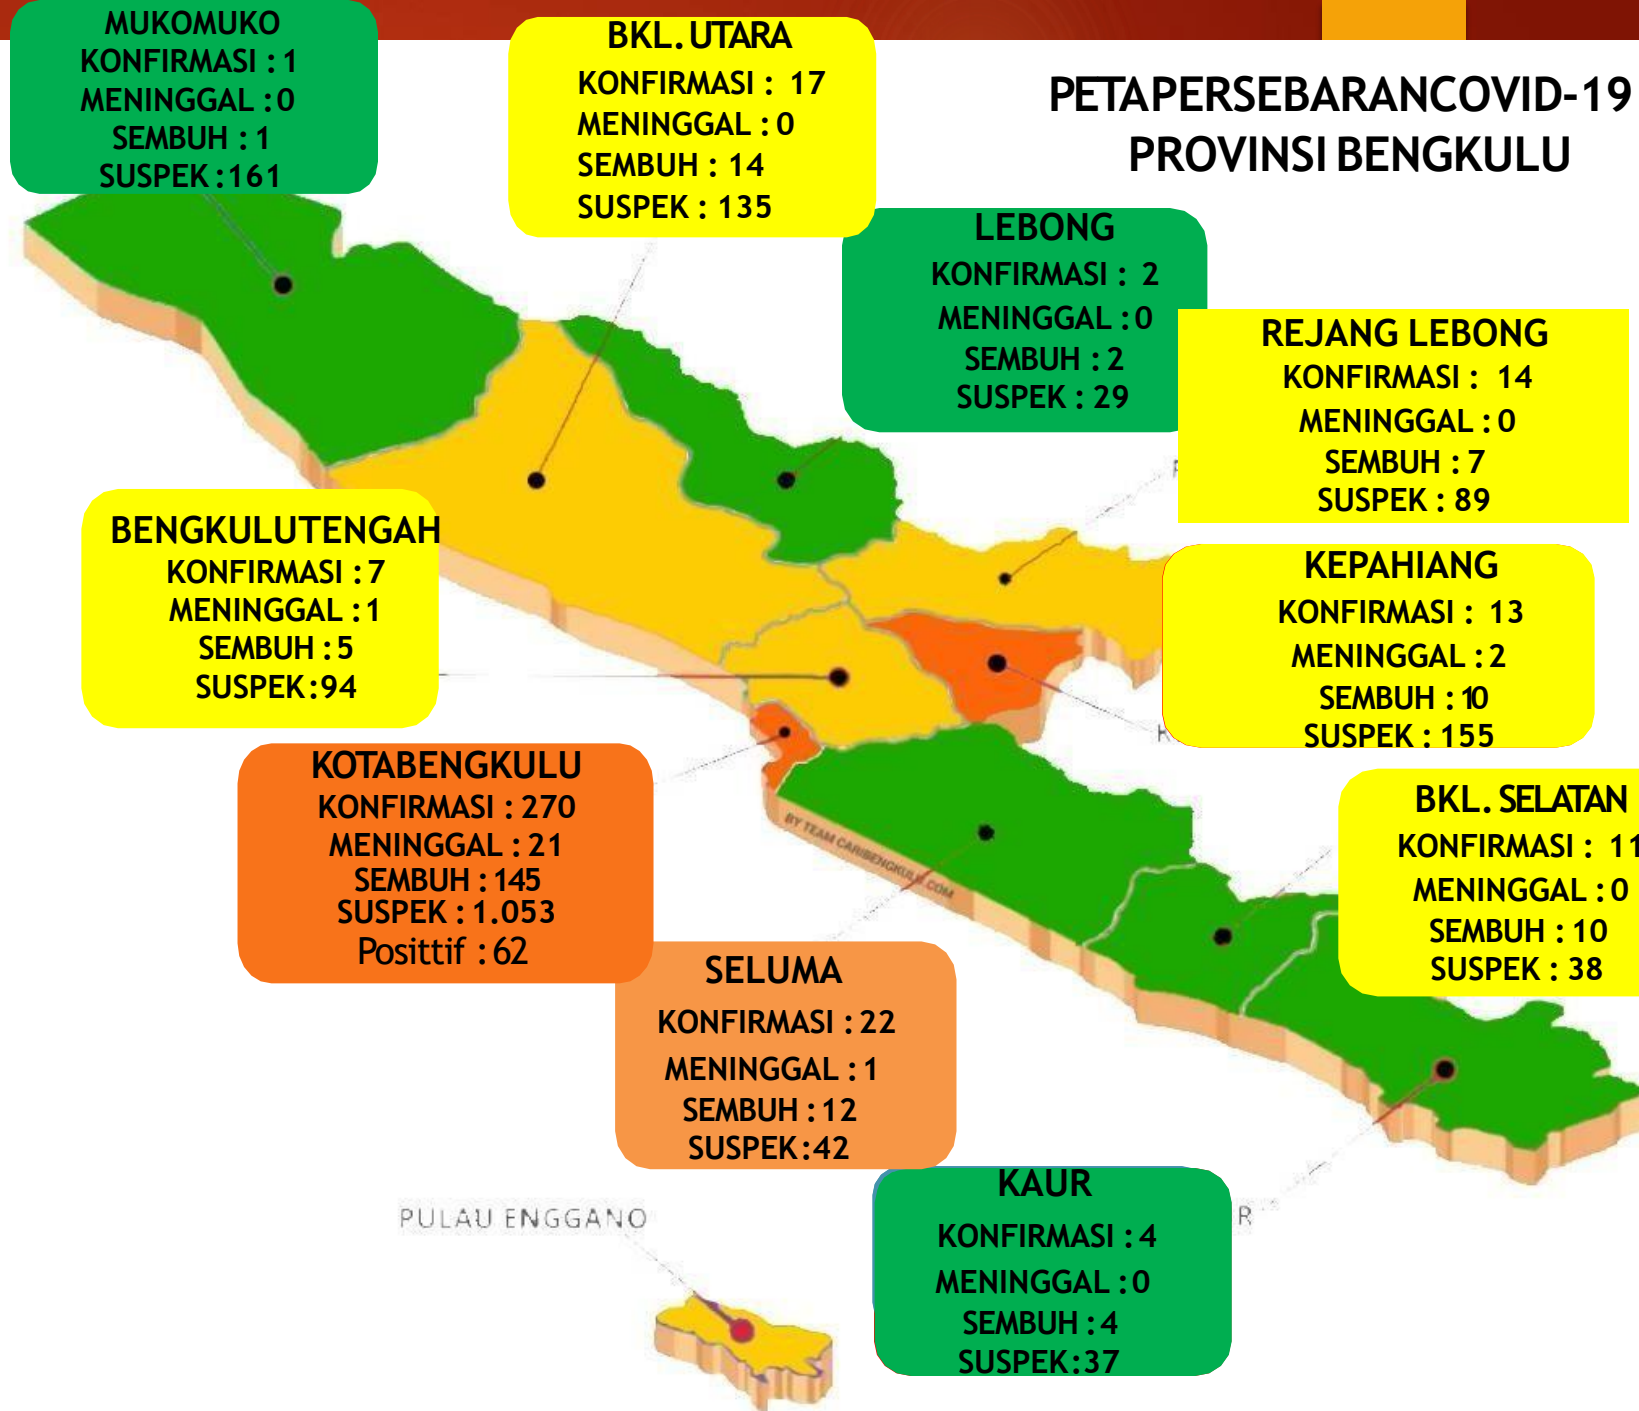 MUKOMUKO
KONFIRMASI : 1
MENINGGAL : 0
SEMBUH : 1
SUSPEK : 161
BKL. UTARA
KONFIRMASI : 17
MENINGGAL : 0
SEMBUH : 14
SUSPEK : 135
PETAPERSEBARANCOVID-19
PROVINSI BENGKULU
LEBONG
KONFIRMASI : 2
MENINGGAL : 0
SEMBUH : 2
SUSPEK : 29
REJANG LEBONG
KONFIRMASI : 14
MENINGGAL : 0
SEMBUH : 7
SUSPEK : 89
BENGKULUTENGAH
KONFIRMASI : 7
MENINGGAL : 1
SEMBUH : 5
SUSPEK : 94
KEPAHIANG
KONFIRMASI : 13
MENINGGAL : 2
SEMBUH : 10
SUSPEK : 155
KOTABENGKULU
KONFIRMASI : 270
MENINGGAL : 21
SEMBUH : 145
SUSPEK : 1.053
Posittif : 62
BKL. SELATAN
KONFIRMASI : 11
MENINGGAL : 0
SEMBUH : 10
SUSPEK : 38
BY TEAM CARIBENGKULU.COM
SELUMA
KONFIRMASI : 22
MENINGGAL : 1
SEMBUH : 12
SUSPEK : 42
KAUR
KONFIRMASI : 4
MENINGGAL : 0
SEMBUH : 4
SUSPEK : 37
R
PULAU ENGGANO